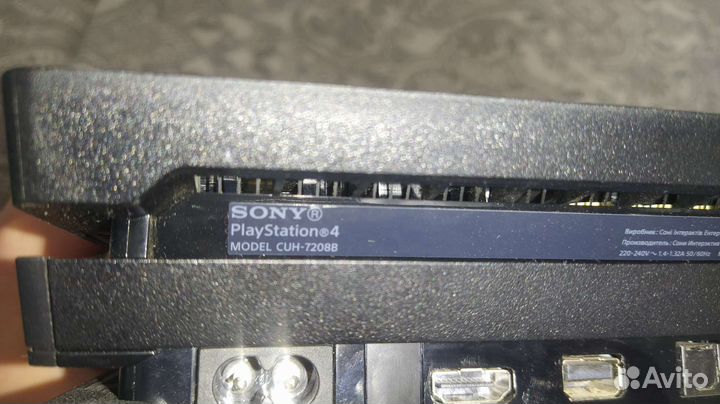 SONY®
PlayStation®4
MODEL CUH-7208B
Виробник: Соні Інтерактів Ентер
Производитель: Сони Интерактив
220-240V ~ 1,4-1,32A 50/60Hz
Avito